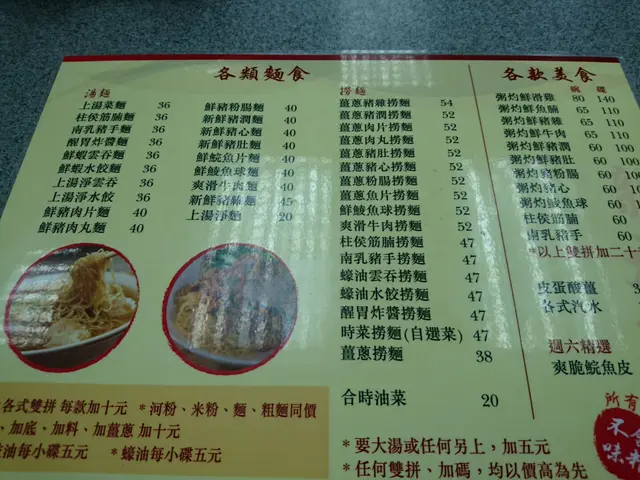 各類麵食
湯麵
上湯菜麵 36
柱侯筋腩麵 36
南乳豬手麵 36
醒胃炸醬麵 36
鮮蝦雲吞麵 36
鮮蝦水餃麵 36
上湯淨雲吞 36
上湯淨水餃 36
鮮豬肉片麵 40
鮮豬肉丸麵 40
鮮豬粉腸麵 40
新鮮豬潤麵 40
新鮮豬心麵 40
新鮮豬肚麵 40
鮮鯇魚片麵 40
鮮鯪魚球麵 40
爽滑牛肉麵 40
新鮮豬雜麵 45
上湯淨麵 20
撈麵
薑蔥豬雜撈麵 54
薑蔥豬潤撈麵 52
薑蔥肉片撈麵 52
薑蔥肉丸撈麵 52
薑蔥豬肚撈麵 52
薑蔥豬心撈麵 52
薑蔥粉腸撈麵 52
薑蔥魚片撈麵 52
鮮鯪魚球撈麵 52
爽滑牛肉撈麵 52
柱侯筋腩撈麵 47
南乳豬手撈麵 47
蠔油雲吞撈麵 47
蠔油水餃撈麵 47
醒胃炸醬撈麵 47
時菜撈麵(自選菜) 47
薑蔥撈麵 38
合時油菜 20
各款美食
碗 碟
粥灼鮮滑雞 80 140
粥灼鮮魚腩 65 110
粥灼鮮豬雜 65 110
粥灼鮮牛肉 65 110
粥灼鮮豬潤 60 100
粥灼鮮豬肚 60 100
粥灼豬粉腸 60 100
粥灼豬心 60
粥灼鯪魚球 60
柱侯筋腩 60
南乳豬手 60
*以上雙拼加二十
皮蛋酸薑
各式汽水
週六精選
爽脆鯇魚皮
各式雙拼 每款加十元 *河粉、米粉、麵、粗麵同價
、加底、加料、加薑蔥 加十元
油每小碟五元 *蠔油每小碟五元
*要大湯或任何另上，加五元
*任何雙拼、加碼，均以價高為先
所有